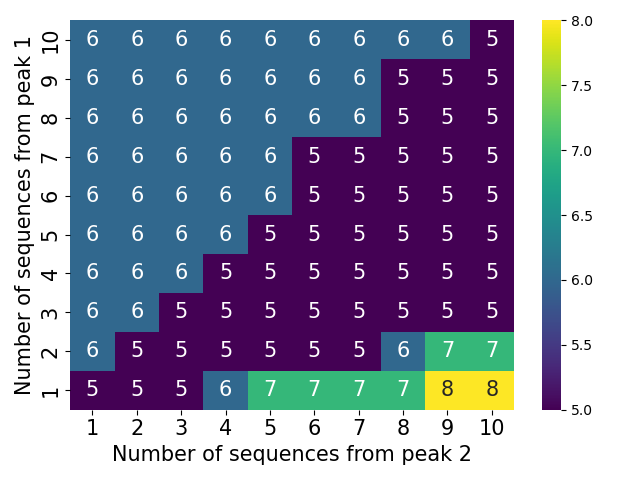 Number of sequences from peak 1
10 6 6 6 6 6 6 6 6 6 5
9 6 6 6 6 6 6 6 5 5 5
8 6 6 6 6 6 6 6 5 5 5
7 6 6 6 6 6 5 5 5 5 5
6 6 6 6 6 6 5 5 5 5 5
5 6 6 6 6 5 5 5 5 5 5
4 6 6 6 5 5 5 5 5 5 5
3 6 6 5 5 5 5 5 5 5 5
2 6 5 5 5 5 5 5 6 7 7
1 5 5 5 6 7 7 7 7 8 8
1 2 3 4 5 6 7 8 9 10
Number of sequences from peak 2
8.0
7.5
7.0
6.5
6.0
5.5
5.0